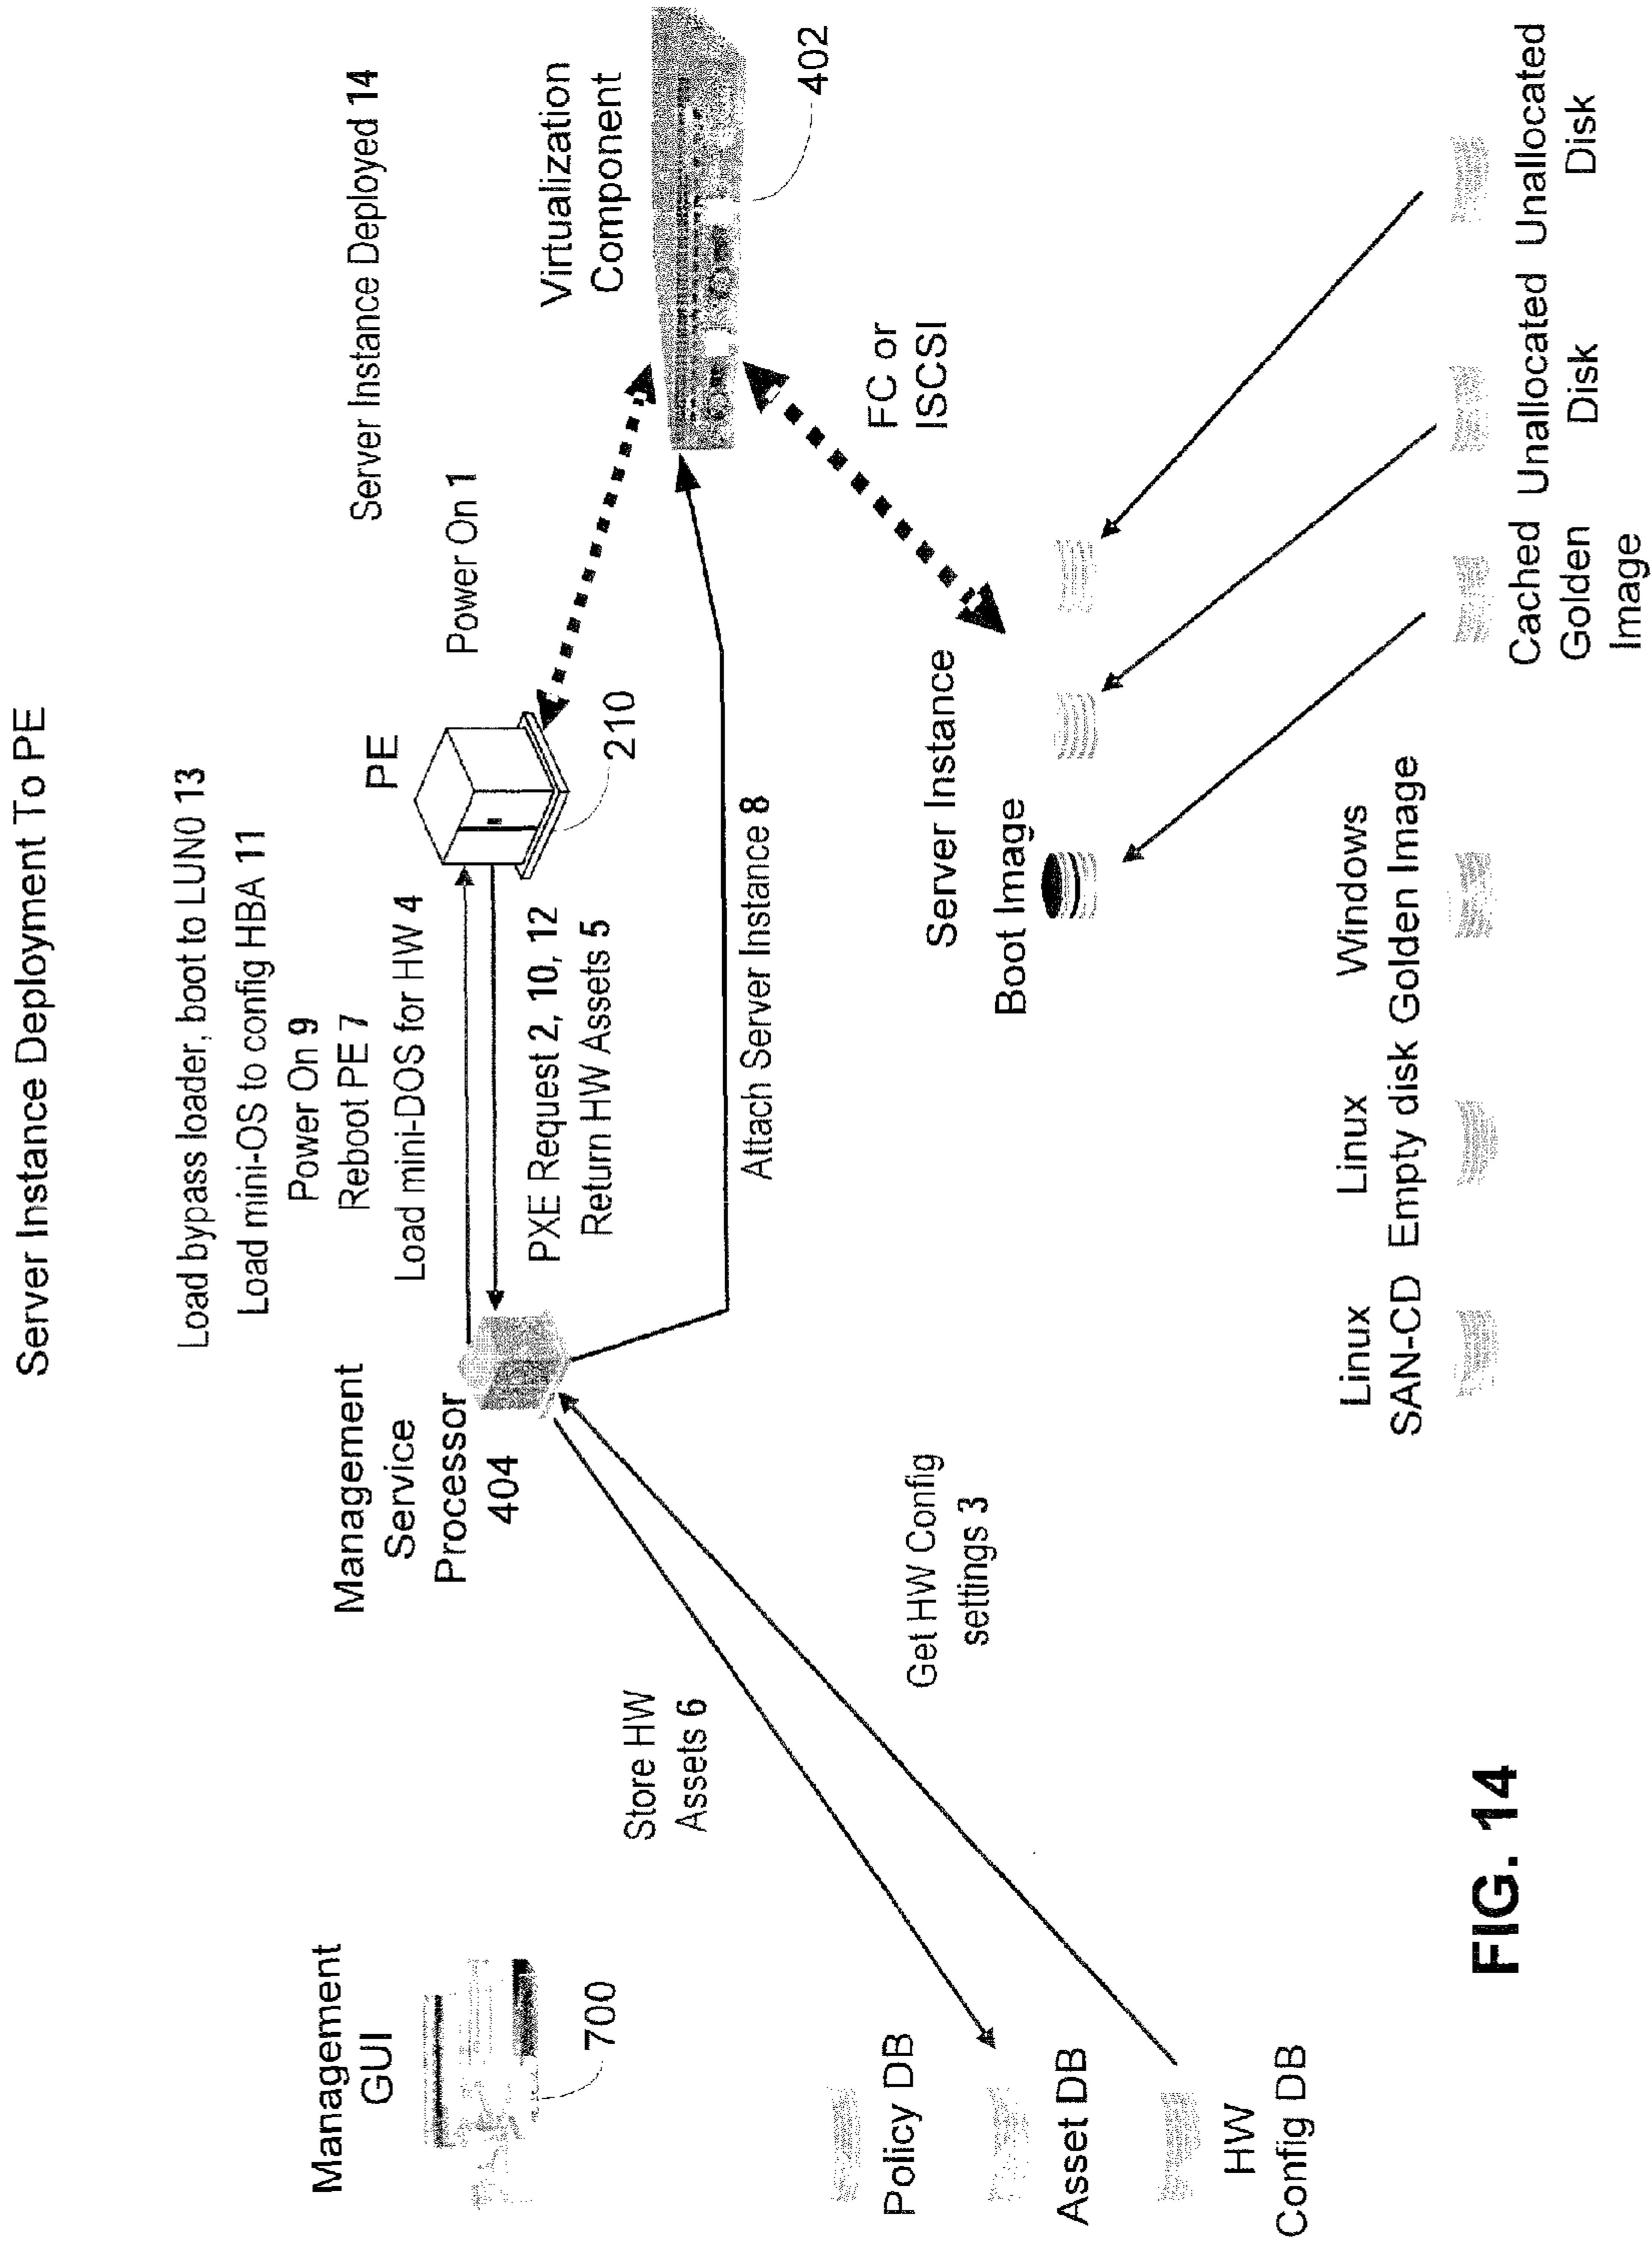 Server Instance Deployment To PE
Load bypass loader, boot to LUN0 13
Load mini-OS to config HBA 11
Power On 9
Reboot PE 7
Load mini-DOS for HW 4
Management
GUI
700
Management
Service
Processor
404
PXE Request 2, 10, 12
Return HW Assets 5
PE
210
Power On 1
Server Instance Deployed 14
Virtualization
Component
402
Store HW
Assets 6
Get HW Config
settings 3
Attach Server Instance 8
FC or
ISCSI
Server Instance
Boot Image
Policy DB
Asset DB
HW
Config DB
Linux
SAN-CD
Linux
Empty disk
Windows
Golden Image
Cached
Golden
Image
Unallocated
Disk
Unallocated
Disk
FIG. 14